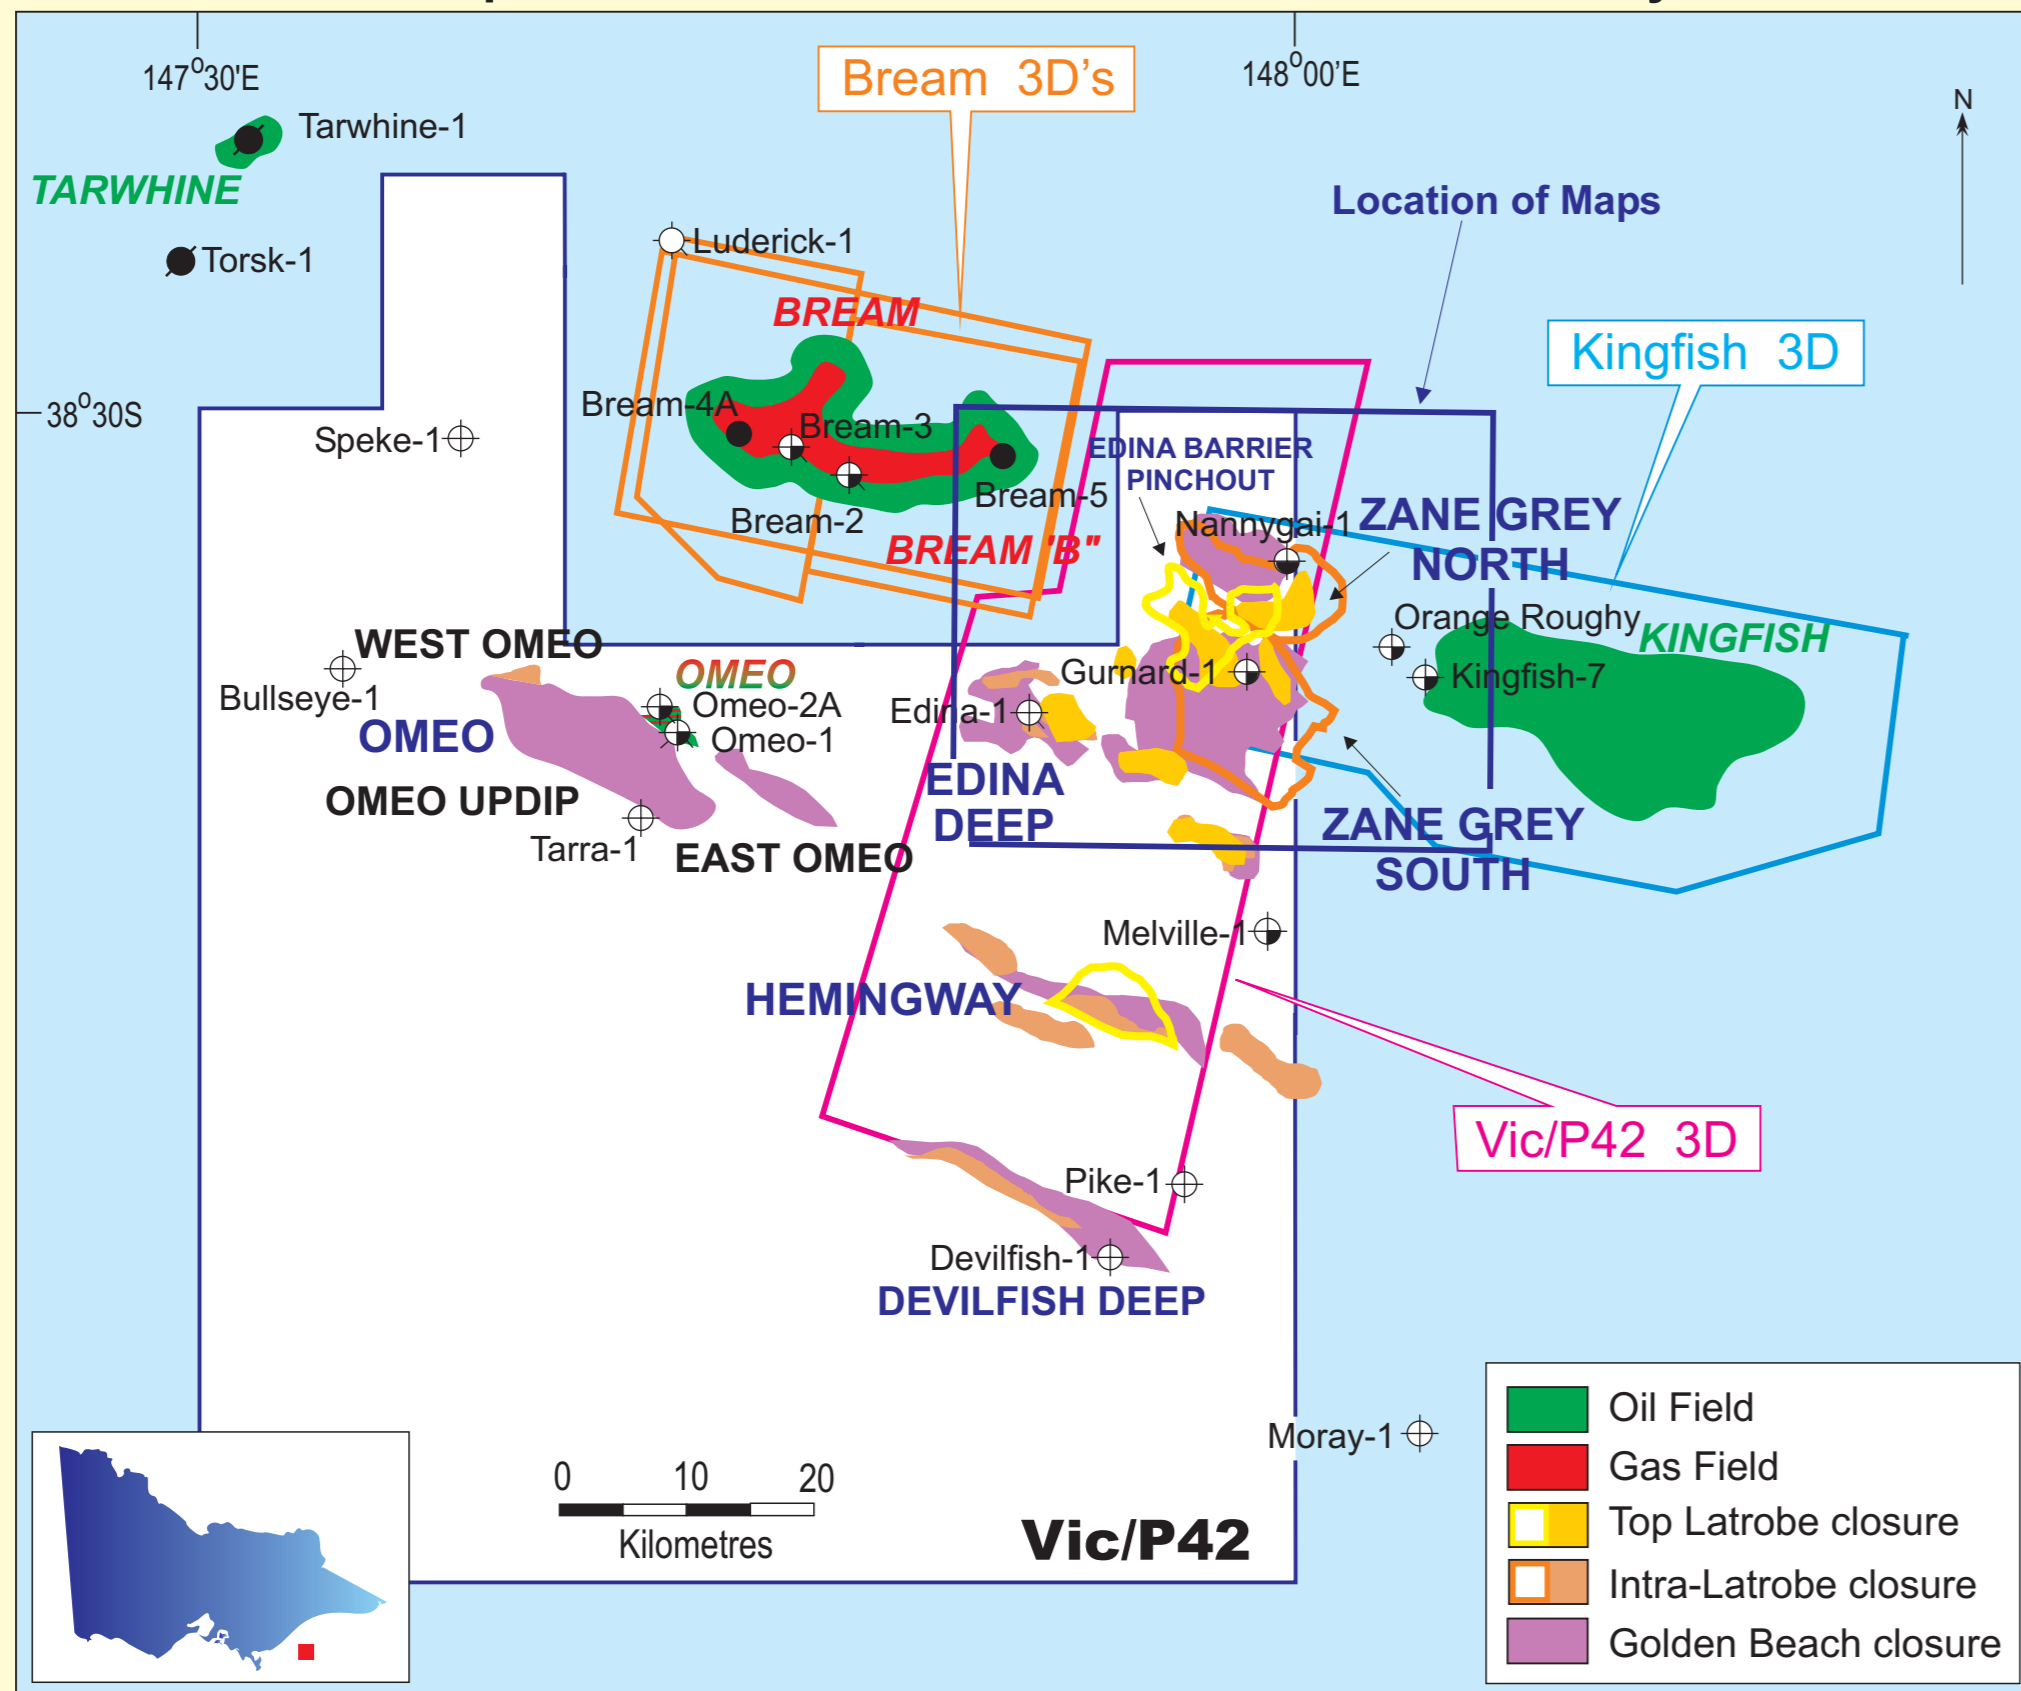 147°30'E
148°00'E
Bream 3D's
N
Tarwhine-1
TARWHINE
Torsk-1
Location of Maps
Luderick-1
BREAM
Kingfish 3D
38°30S
Speke-1
Bream-4A
Bream-3
EDINA BARRIER
PINCHOUT
Bream-5
Bream-2
BREAM 'B"
Nannygai-1
ZANE GREY
NORTH
Orange Roughy
KINGFISH
WEST OMEO
OMEO
Gurnard-1
Kingfish-7
Bullseye-1
Omeo-2A
Edina-1
OMEO
Omeo-1
EDINA
DEEP
OMEO UPDIP
Tarra-1
EAST OMEO
ZANE GREY
SOUTH
Melville-1
HEMINGWAY
Vic/P42 3D
Pike-1
Devilfish-1
DEVILFISH DEEP
Moray-1
0 10 20
Kilometres
Vic/P42
Oil Field
Gas Field
Top Latrobe closure
Intra-Latrobe closure
Golden Beach closure